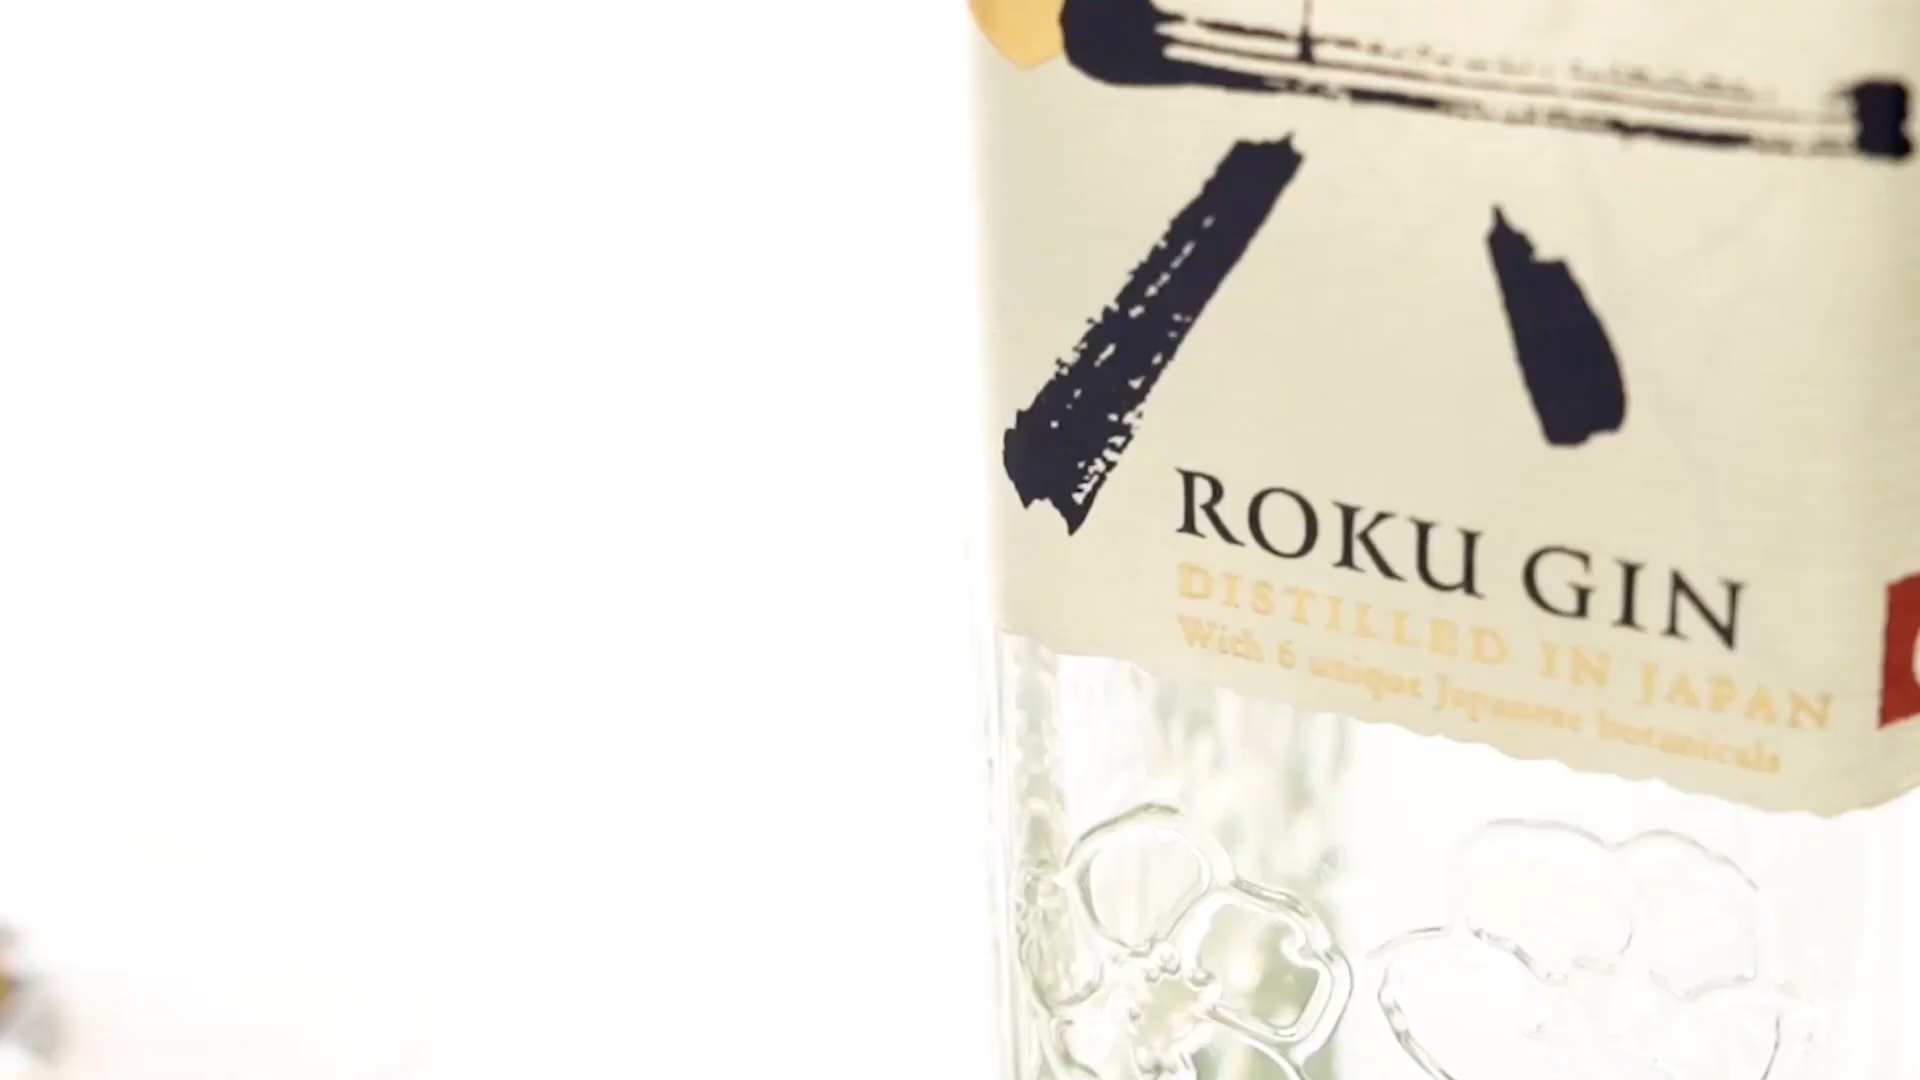 六
ROKU GIN
DISTILLED IN JAPAN
With 6 unique Japanese botanicals